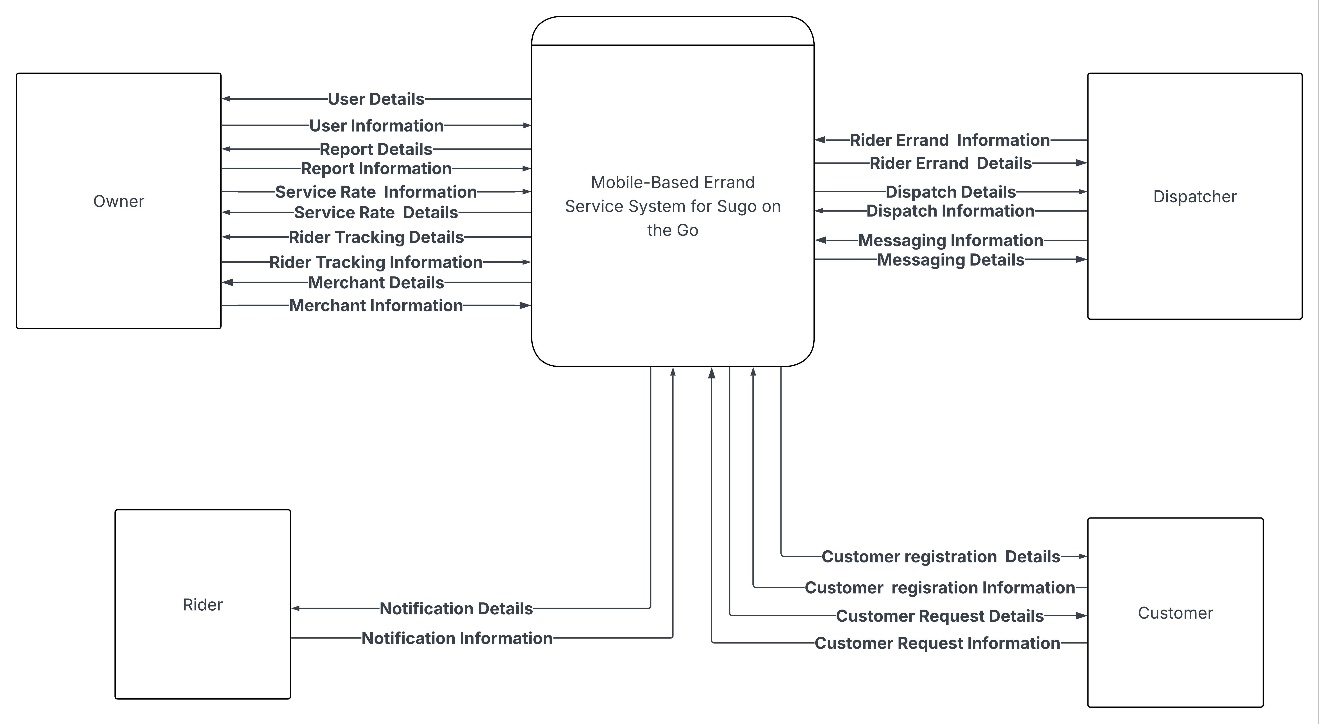 Owner
User Details
User Information
Report Details
Report Information
Service Rate  Information
Service Rate  Details
Rider Tracking Details
Rider Tracking Information
Merchant Details
Merchant Information
Mobile-Based Errand
Service System for Sugo on
the Go
Rider Errand  Information
Rider Errand  Details
Dispatch Details
Dispatch Information
Messaging Information
Messaging Details
Dispatcher
Rider
Notification Details
Notification Information
Customer registration  Details
Customer  regisration Information
Customer Request Details
Customer Request Information
Customer